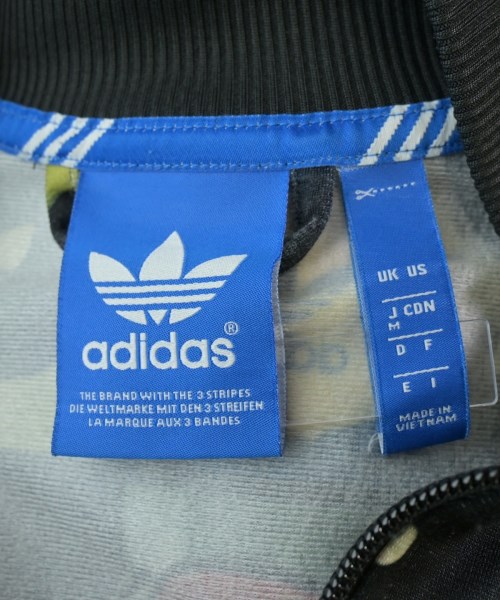 adidas®
THE BRAND WITH THE 3 STRIPES
DIE WELTMARKE MIT DEN 3 STREIFEN
LA MARQUE AUX 3 BANDES
UK US
J CDN
M
D F
E I
MADE IN
VIETNAM